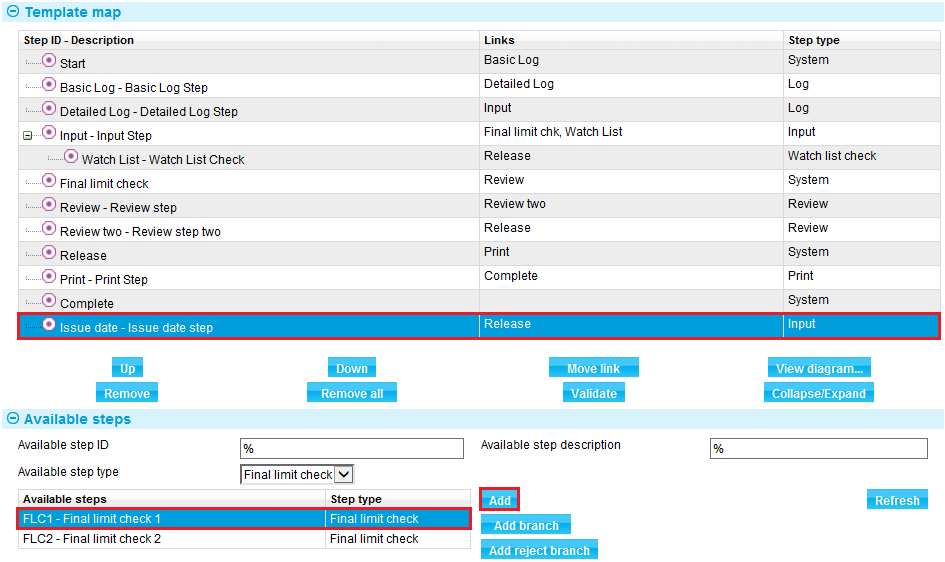 Template map
Step ID - Description Links Step type
Start Basic Log System
Basic Log - Basic Log Step Detailed Log Log
Detailed Log - Detailed Log Step Input Log
Input - Input Step Final limit chk, Watch List Input
Watch List - Watch List Check Release Watch list check
Final limit check Review System
Review - Review step Review two Review
Review two - Review step two Release Review
Release Print System
Print - Print Step Complete Print
Complete System
Issue date - Issue date step Release Input
Up Down Move link View diagram...
Remove Remove all Validate Collapse/Expand
Available steps
Available step ID % Available step description %
Available step type Final limit check
Available steps Step type Add Refresh
FLC1 - Final limit check 1 Final limit check Add branch
FLC2 - Final limit check 2 Final limit check Add reject branch